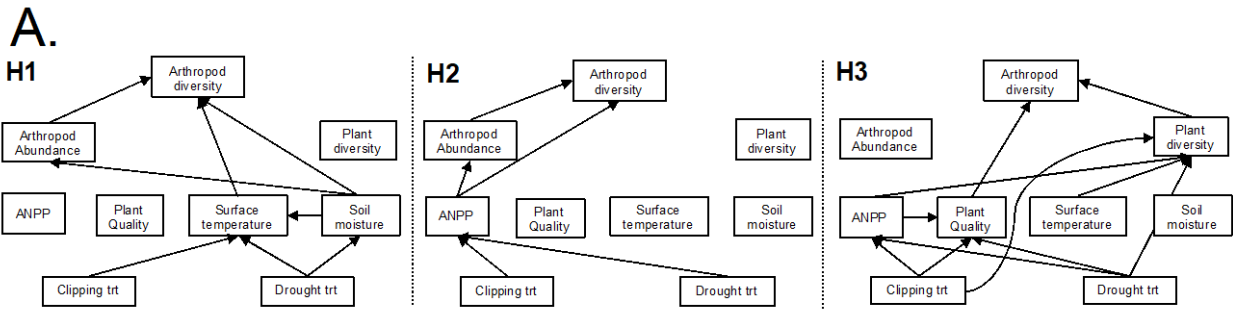 A.
H1
Arthropod
diversity
Arthropod
Abundance
Plant
diversity
ANPP
Plant
Quality
Surface
temperature
Soil
moisture
Clipping trt
Drought trt
H2
Arthropod
diversity
Arthropod
Abundance
Plant
diversity
ANPP
Plant
Quality
Surface
temperature
Soil
moisture
Clipping trt
Drought trt
H3
Arthropod
diversity
Arthropod
Abundance
Plant
diversity
ANPP
Plant
Quality
Surface
temperature
Soil
moisture
Clipping trt
Drought trt